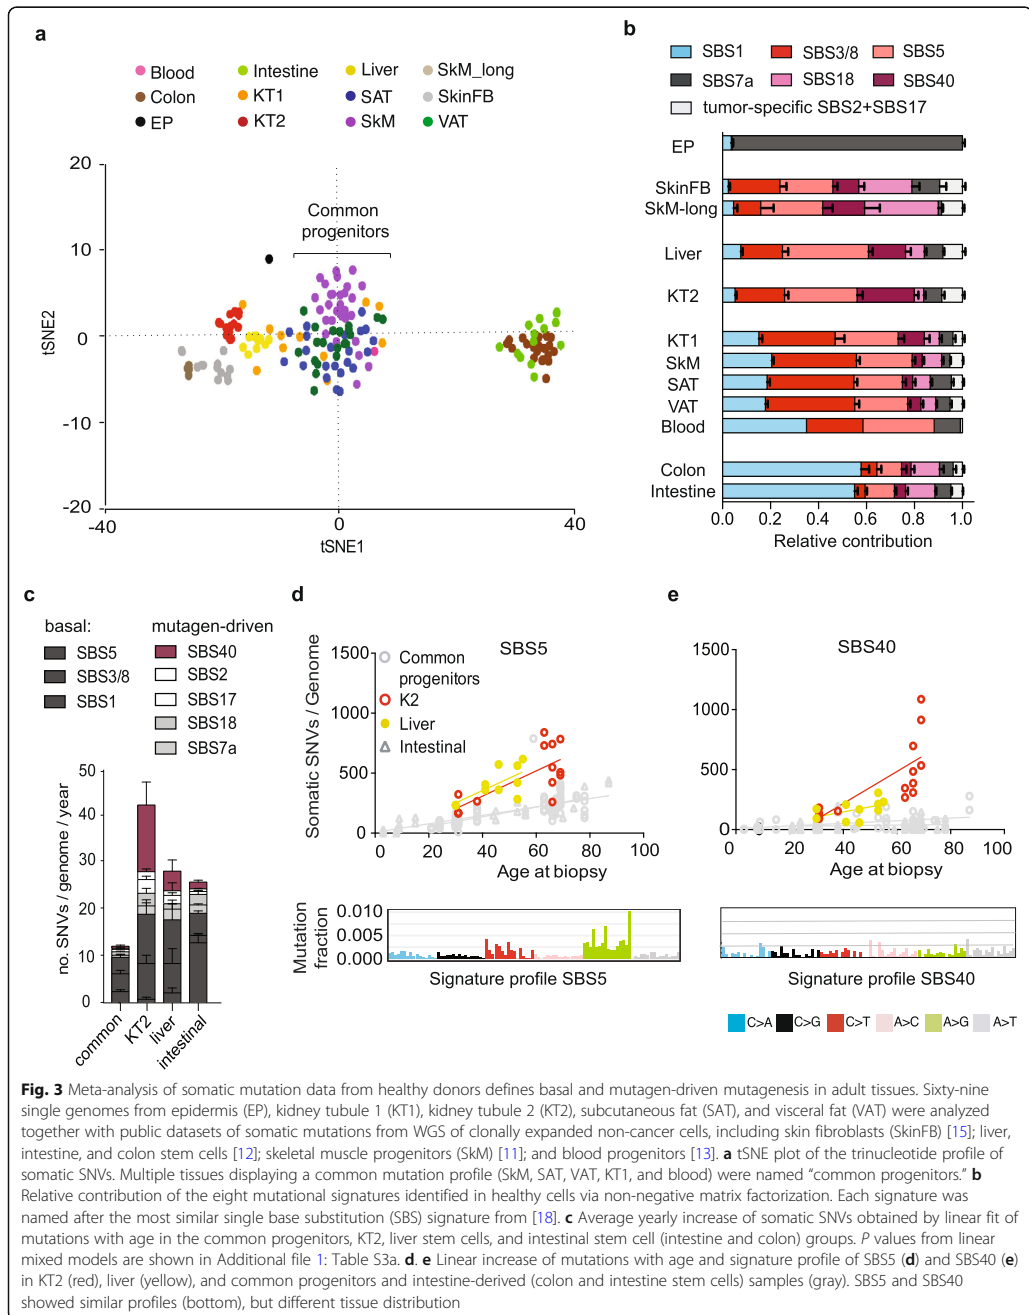 a
Blood
Intestine
Liver
SkM_long
Colon
KT1
SAT
SkinFB
EP
KT2
SkM
VAT
20
10
0
-10
-20
tSNE2
Common
progenitors
-40
0
40
tSNE1
b
SBS1
SBS3/8
SBS5
SBS7a
SBS18
SBS40
tumor-specific SBS2+SBS17
EP
SkinFB
SkM-long
Liver
KT2
KT1
SkM
SAT
VAT
Blood
Colon
Intestine
0.0 0.2 0.4 0.6 0.8 1.0
Relative contribution
c
basal:
mutagen-driven
SBS5
SBS40
SBS3/8
SBS2
SBS1
SBS17
SBS18
SBS7a
50
40
30
20
10
0
no. SNVs / genome / year
common
KT2
liver
intestinal
d
SBS5
1500
1000
500
0
Somatic SNVs / Genome
Common
progenitors
K2
Liver
Intestinal
0 20 40 60 80 100
Age at biopsy
Mutation
fraction
0.010
0.005
0.000
Signature profile SBS5
e
SBS40
1500
1000
500
0
0 20 40 60 80 100
Age at biopsy
Signature profile SBS40
C>A C>G C>T A>C A>G A>T
Fig. 3 Meta-analysis of somatic mutation data from healthy donors defines basal and mutagen-driven mutagenesis in adult tissues. Sixty-nine
single genomes from epidermis (EP), kidney tubule 1 (KT1), kidney tubule 2 (KT2), subcutaneous fat (SAT), and visceral fat (VAT) were analyzed
together with public datasets of somatic mutations from WGS of clonally expanded non-cancer cells, including skin fibroblasts (SkinFB) [15]; liver,
intestine, and colon stem cells [12]; skeletal muscle progenitors (SkM) [11]; and blood progenitors [13]. a tSNE plot of the trinucleotide profile of
somatic SNVs. Multiple tissues displaying a common mutation profile (SkM, SAT, VAT, KT1, and blood) were named “common progenitors.” b
Relative contribution of the eight mutational signatures identified in healthy cells via non-negative matrix factorization. Each signature was
named after the most similar single base substitution (SBS) signature from [18]. c Average yearly increase of somatic SNVs obtained by linear fit of
mutations with age in the common progenitors, KT2, liver stem cells, and intestinal stem cell (intestine and colon) groups. P values from linear
mixed models are shown in Additional file 1: Table S3a. d. e Linear increase of mutations with age and signature profile of SBS5 (d) and SBS40 (e)
in KT2 (red), liver (yellow), and common progenitors and intestine-derived (colon and intestine stem cells) samples (gray). SBS5 and SBS40
showed similar profiles (bottom), but different tissue distribution